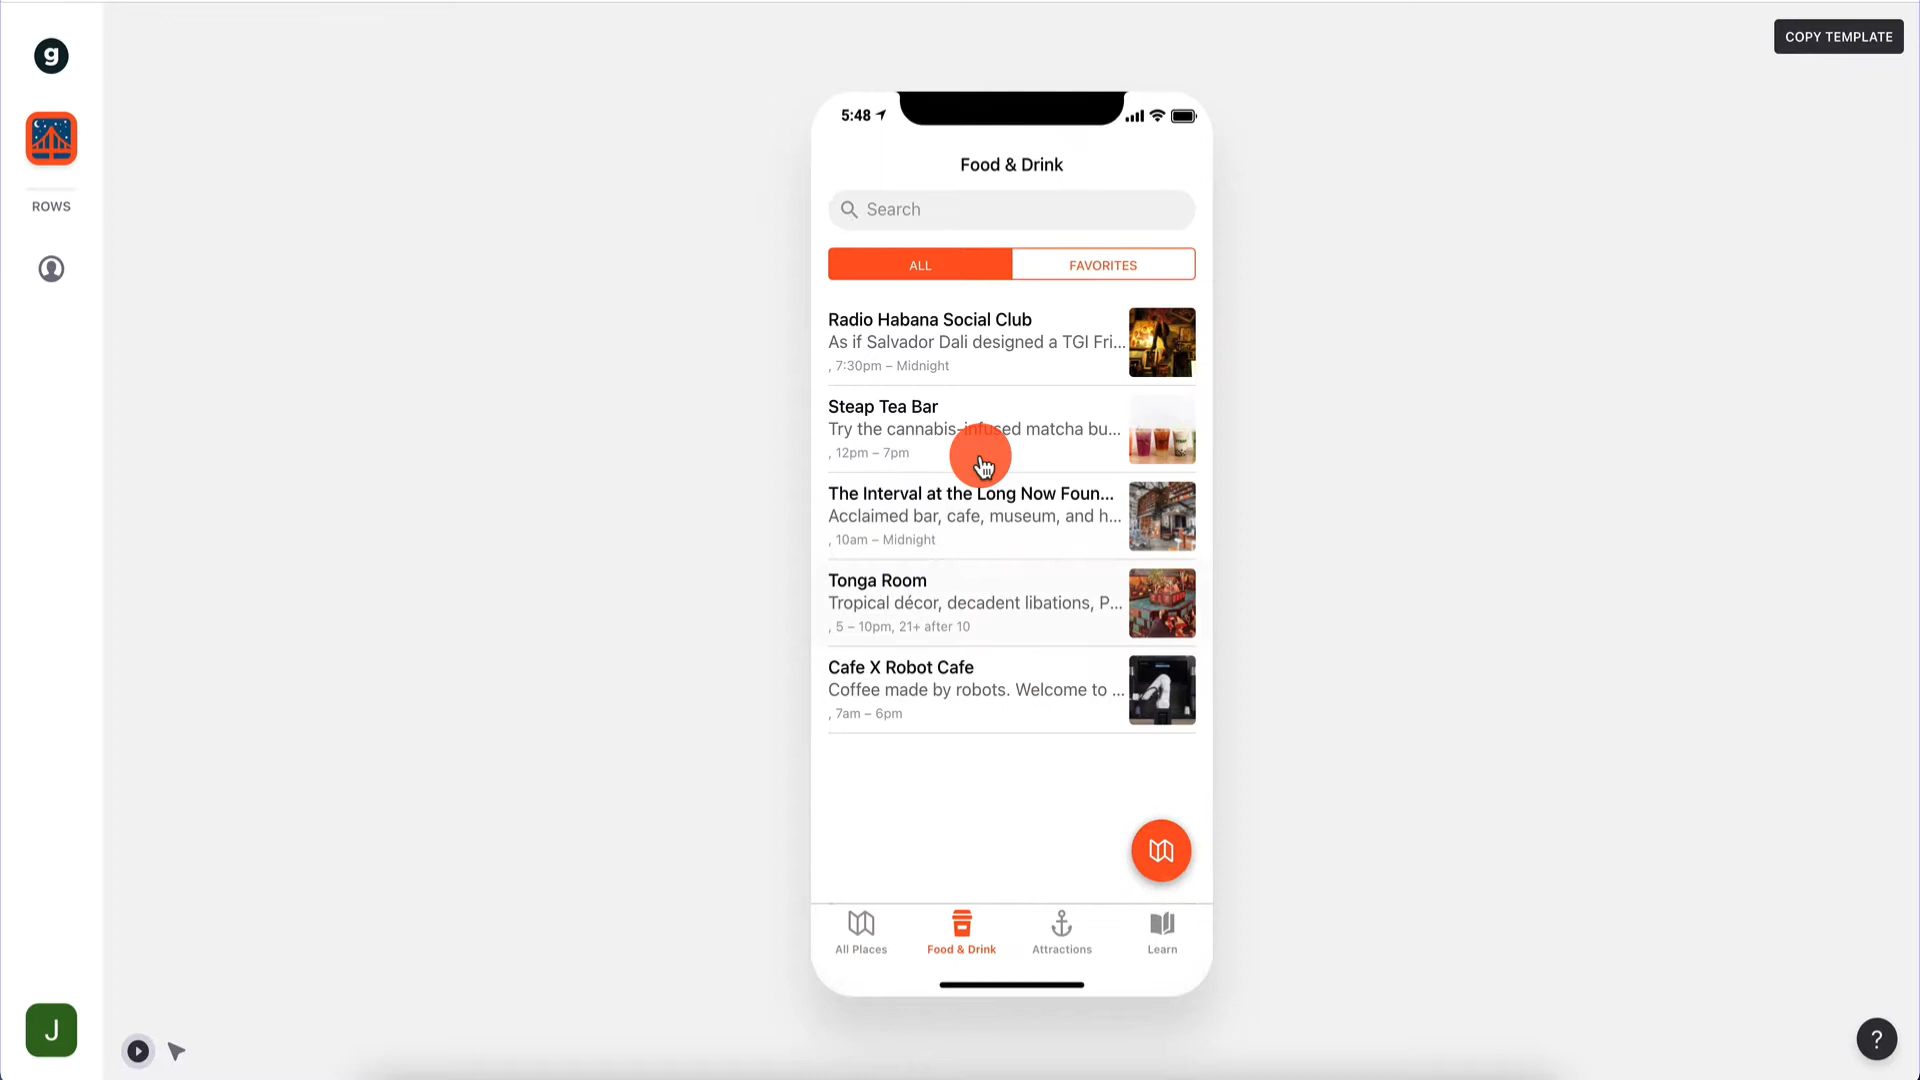 g
COPY TEMPLATE
5:48
Food & Drink
ROWS
Search
ALL
FAVORITES
Radio Habana Social Club
As if Salvador Dali designed a TGI Fri...
, 7:30pm – Midnight
Steap Tea Bar
Try the cannabis-infused matcha bu...
, 12pm – 7pm
The Interval at the Long Now Foun...
Acclaimed bar, cafe, museum, and h...
, 10am – Midnight
Tonga Room
Tropical décor, decadent libations, P...
, 5 – 10pm, 21+ after 10
Cafe X Robot Cafe
Coffee made by robots. Welcome to ...
, 7am – 6pm
All Places
Food & Drink
Attractions
Learn
J
?